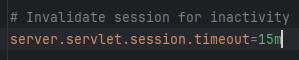 # Invalidate session for inactivity
server.servlet.session.timeout=15m